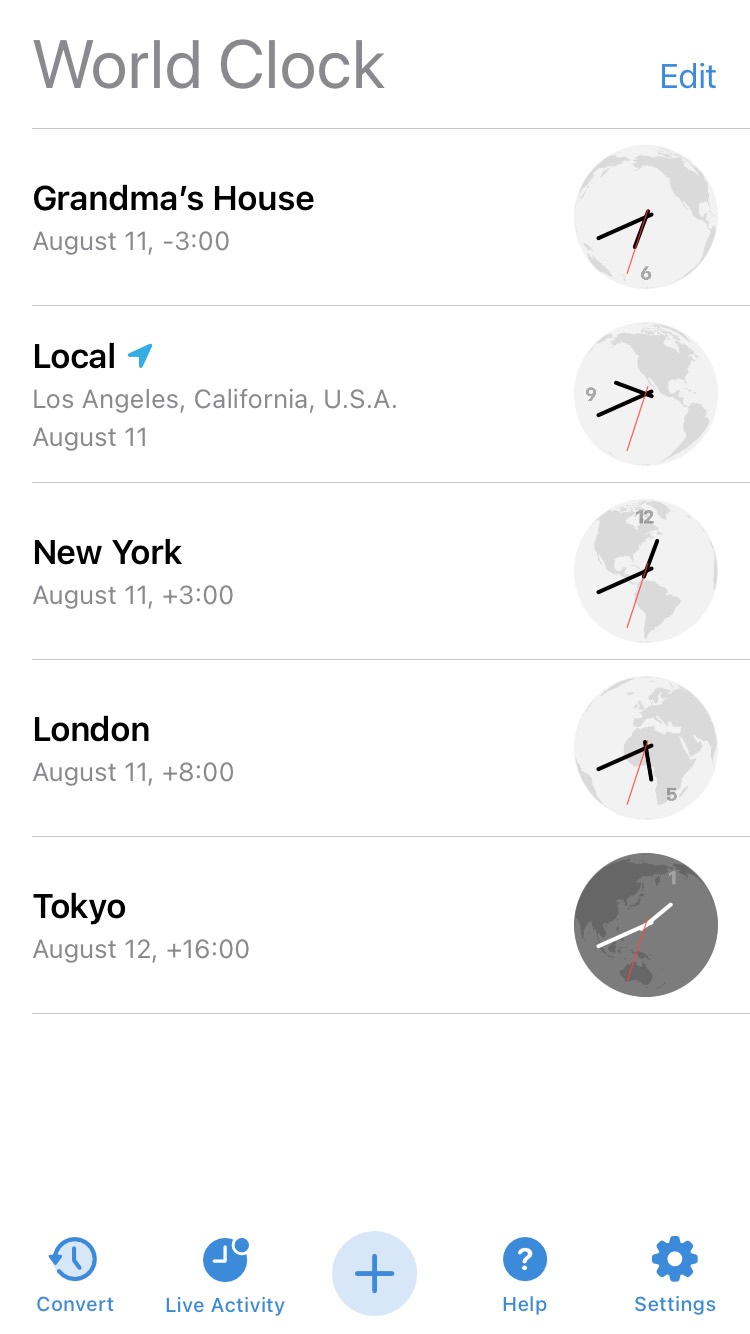 World Clock
Edit
Grandma’s House
August 11, -3:00
6
Local
Los Angeles, California, U.S.A.
August 11
9
New York
August 11, +3:00
12
London
August 11, +8:00
5
Tokyo
August 12, +16:00
1
Convert
Live Activity
?
Help
Settings